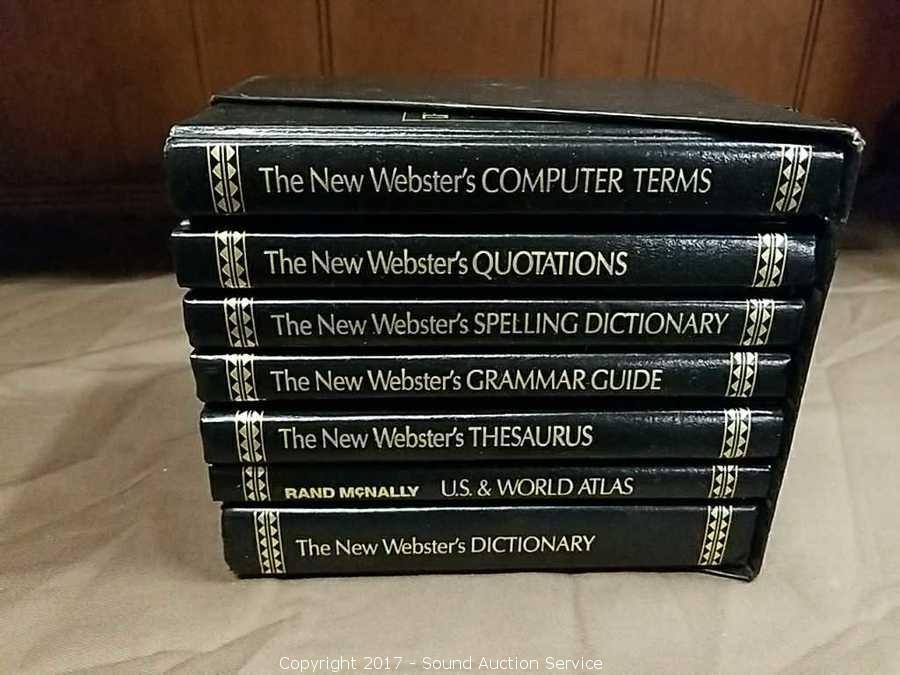 The New Webster's COMPUTER TERMS
The New Webster's QUOTATIONS
The New Webster's SPELLING DICTIONARY
The New Webster's GRAMMAR GUIDE
The New Webster's THESAURUS
RAND McNALLY U.S. & WORLD ATLAS
The New Webster's DICTIONARY
Copyright 2017 - Sound Auction Service